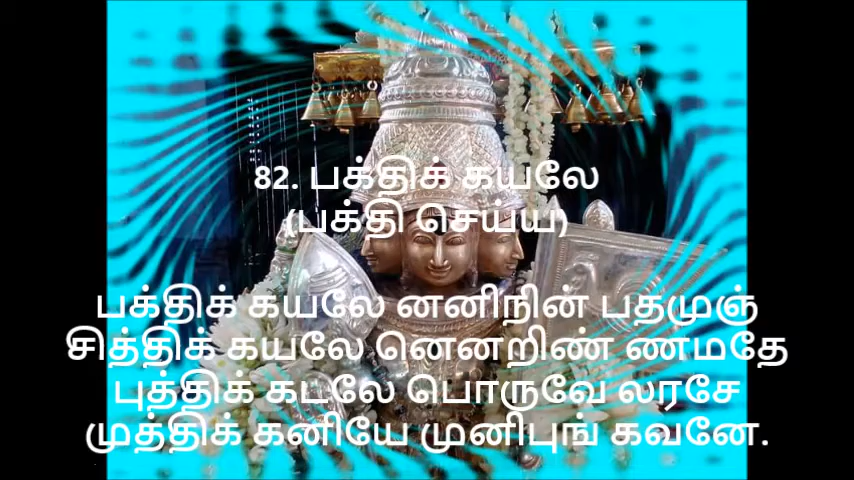 82. பக்திக் கயலே
(பக்தி செய்ய)
பக்திக் கயலே னனிநின் பதமுஞ்
சித்திக் கயலே னெனறிண் ணமதே
புத்திக் கடலே பொருவே லரசே
முத்திக் கனியே முனிபுங் கவனே.